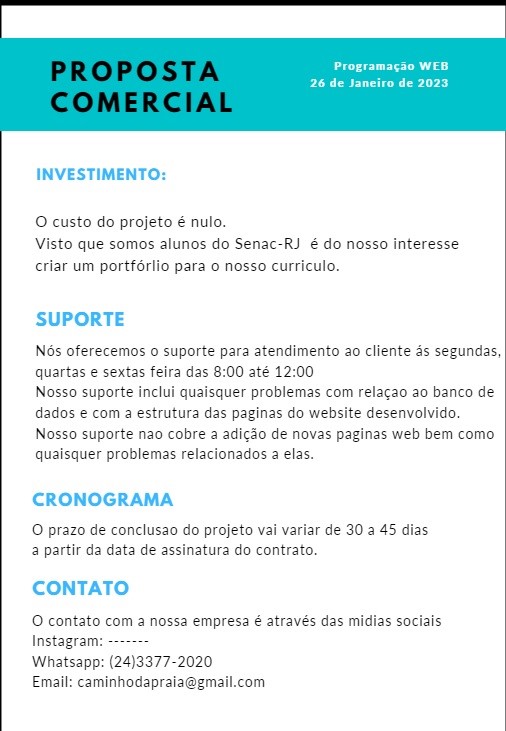 PROPOSTA
COMERCIAL
Programação WEB
26 de Janeiro de 2023
INVESTIMENTO:
O custo do projeto é nulo.
Visto que somos alunos do Senac-RJ é do nosso interesse
criar um portfórlio para o nosso curriculo.
SUPORTE
Nós oferecemos o suporte para atendimento ao cliente ás segundas,
quartas e sextas feira das 8:00 até 12:00
Nosso suporte inclui quaisquer problemas com relaçao ao banco de
dados e com a estrutura das paginas do website desenvolvido.
Nosso suporte nao cobre a adição de novas paginas web bem como
quaisquer problemas relacionados a elas.
CRONOGRAMA
O prazo de conclusao do projeto vai variar de 30 a 45 dias
a partir da data de assinatura do contrato.
CONTATO
O contato com a nossa empresa é através das midias sociais
Instagram: -------
Whatsapp: (24)3377-2020
Email: caminhodapraia@gmail.com